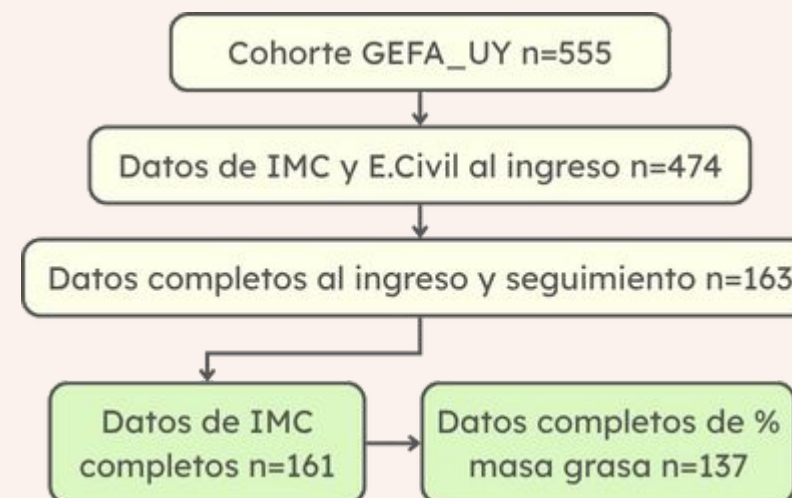 Cohorte GEFA_UY n=555
Datos de IMC y E.Civil al ingreso n=474
Datos completos al ingreso y seguimiento n=163
Datos de IMC
completos n=161
Datos completos de %
masa grasa n=137